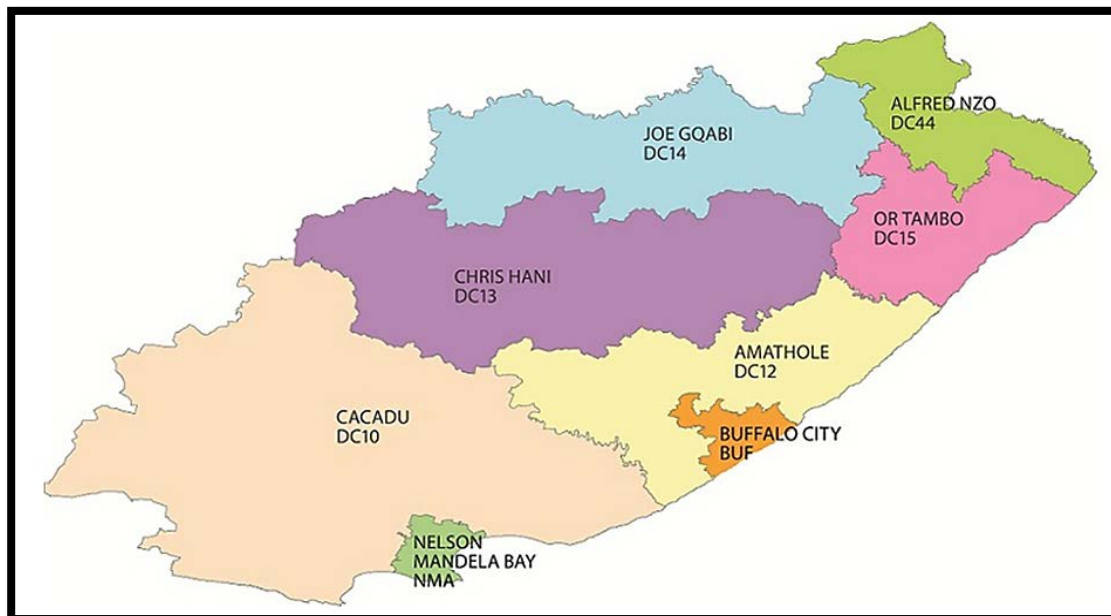 ALFRED NZO
DC44
JOE GQABI
DC14
OR TAMBO
DC15
CHRIS HANI
DC13
AMATHOLE
DC12
CACADU
DC10
BUFFALO CITY
BUF
NELSON
MANDELA BAY
NMA